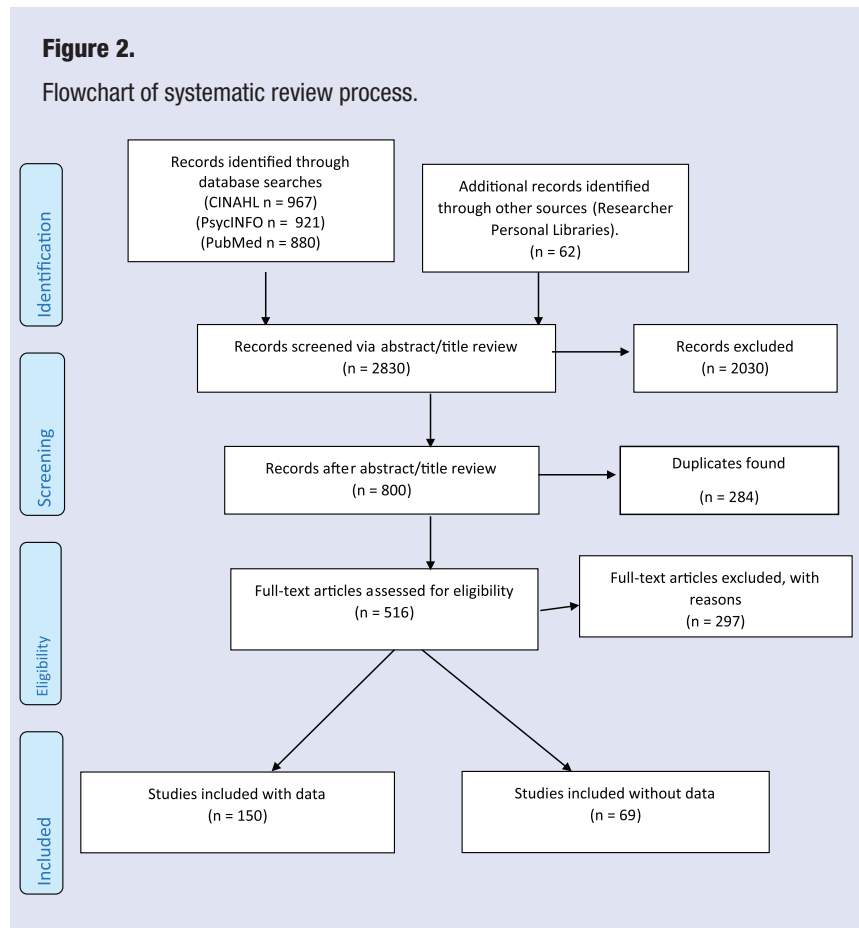 Figure 2.
Flowchart of systematic review process.
Identification
Records identified through
database searches
(CINAHL n = 967)
(PsycINFO n = 921)
(PubMed n = 880)
Additional records identified
through other sources (Researcher
Personal Libraries).
(n = 62)
Records screened via abstract/title review
(n = 2830)
Records excluded
(n = 2030)
Screening
Records after abstract/title review
(n = 800)
Duplicates found
(n = 284)
Eligibility
Full-text articles assessed for eligibility
(n = 516)
Full-text articles excluded, with
reasons
(n = 297)
Included
Studies included with data
(n = 150)
Studies included without data
(n = 69)